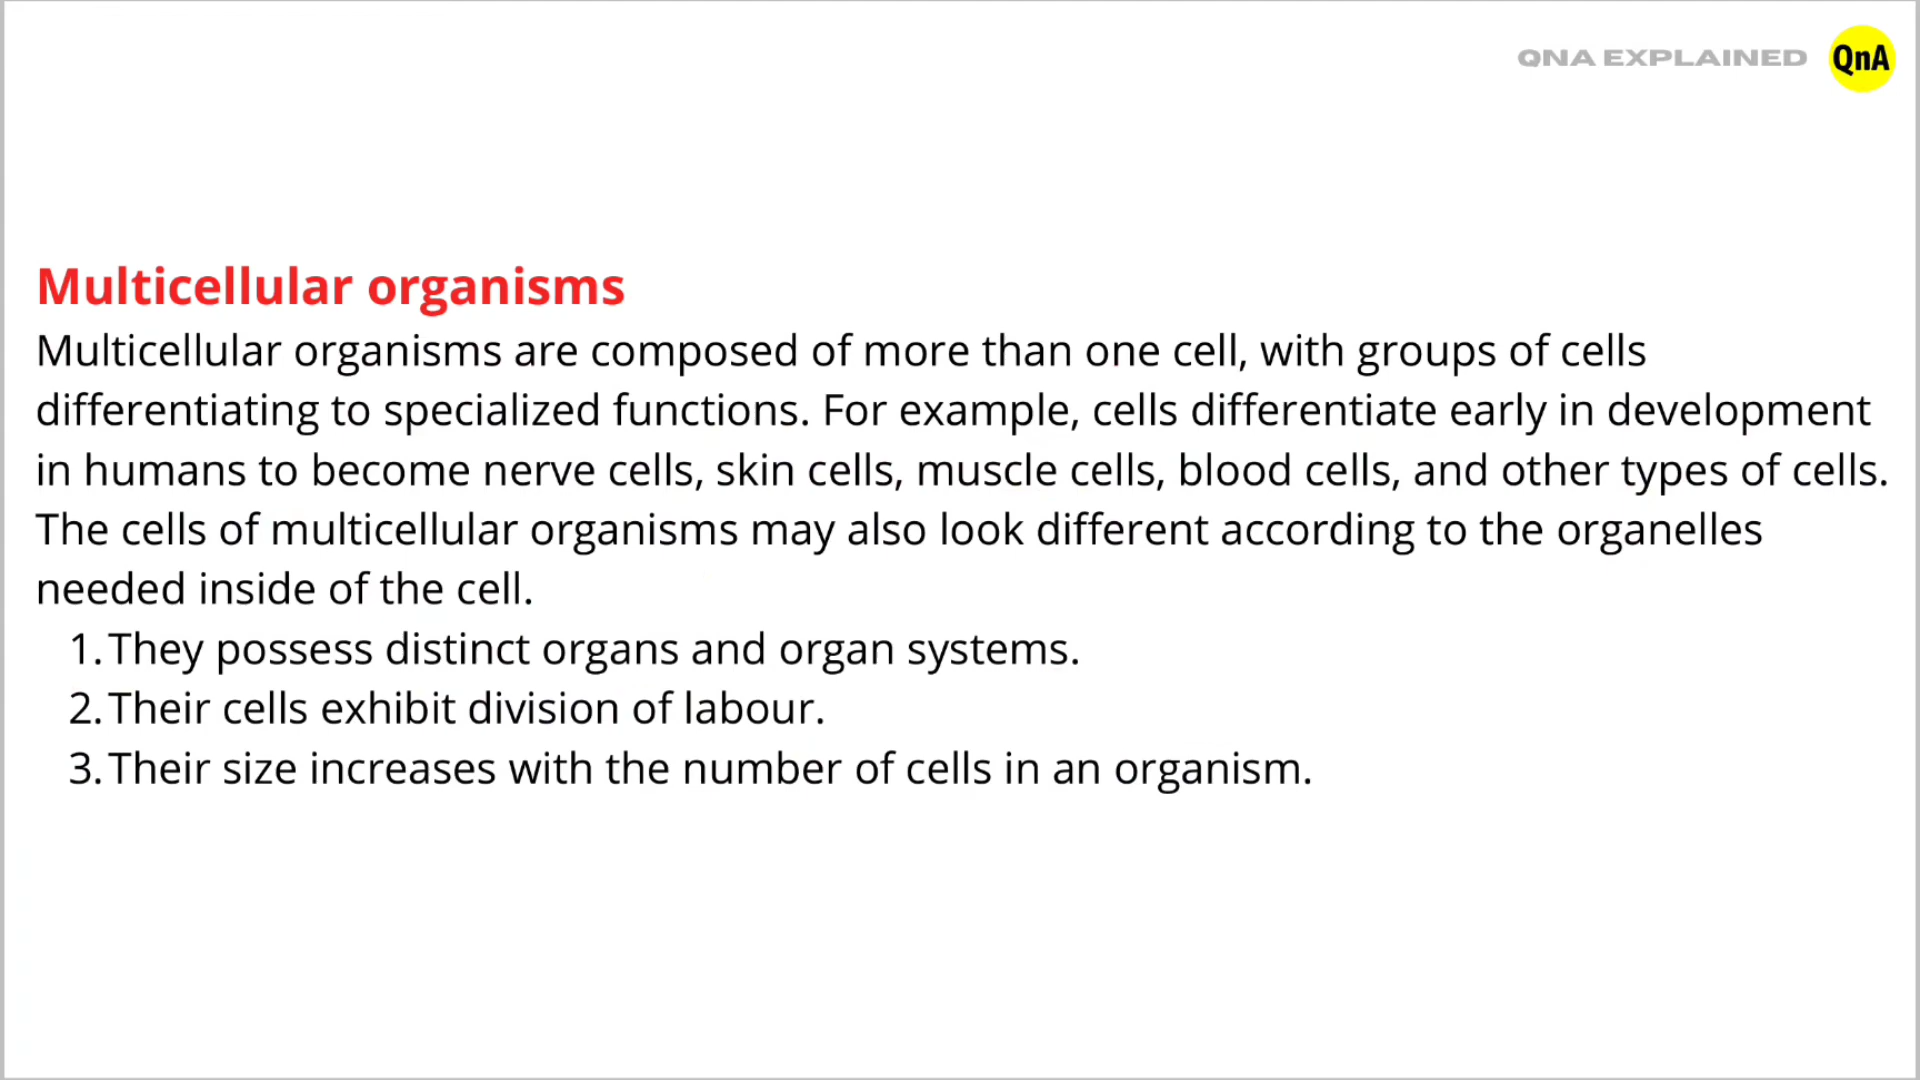 QNA EXPLAINED QnA
Multicellular organisms
Multicellular organisms are composed of more than one cell, with groups of cells
differentiating to specialized functions. For example, cells differentiate early in development
in humans to become nerve cells, skin cells, muscle cells, blood cells, and other types of cells.
The cells of multicellular organisms may also look different according to the organelles
needed inside of the cell.
1. They possess distinct organs and organ systems.
2. Their cells exhibit division of labour.
3. Their size increases with the number of cells in an organism.